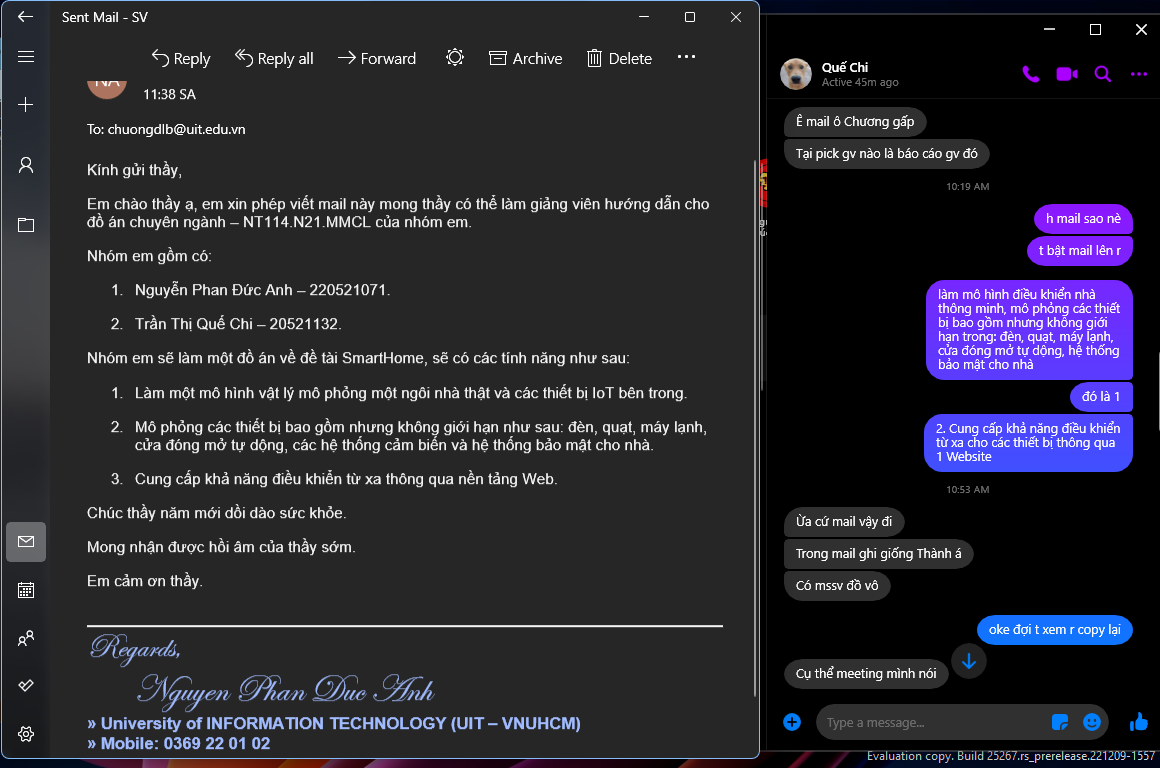 Sent Mail - SV
Reply
Reply all
Forward
Archive
Delete
11:38 SA
To: chuongdlb@uit.edu.vn
Kính gửi thầy,
Em chào thầy ạ, em xin phép viết mail này mong thầy có thể làm giảng viên hướng dẫn cho
đồ án chuyên ngành – NT114.N21.MMCL của nhóm em.
Nhóm em gồm có:
1. Nguyễn Phan Đức Anh – 220521071.
2. Trần Thị Quế Chi – 20521132.
Nhóm em sẽ làm một đồ án về đề tài SmartHome, sẽ có các tính năng như sau:
1. Làm một mô hình vật lý mô phỏng một ngôi nhà thật và các thiết bị IoT bên trong.
2. Mô phỏng các thiết bị bao gồm nhưng không giới hạn như sau: đèn, quạt, máy lạnh,
cửa đóng mở tự dộng, các hệ thống cảm biến và hệ thống bảo mật cho nhà.
3. Cung cấp khả năng điều khiển từ xa thông qua nền tảng Web.
Chúc thầy năm mới dồi dào sức khỏe.
Mong nhận được hồi âm của thầy sớm.
Em cảm ơn thầy.
Regards,
Nguyen Phan Duc Anh
» University of INFORMATION TECHNOLOGY (UIT – VNUHCM)
» Mobile: 0369 22 01 02
Quế Chi
Active 45m ago
Ê mail ô Chương gấp
Tại pick gv nào là báo cáo gv đó
10:19 AM
h mail sao nè
t bật mail lên r
làm mô hình điều khiển nhà
thông minh, mô phỏng các thiết
bị bao gồm nhưng không giới
hạn trong: đèn, quạt, máy lạnh,
cửa đóng mở tự dộng, hệ thống
bảo mật cho nhà
đó là 1
2. Cung cấp khả năng điều khiển
từ xa cho các thiết bị thông qua
1 Website
10:53 AM
Ừa cứ mail vậy đi
Trong mail ghi giống Thành á
Có mssv đồ vô
oke đợi t xem r copy lại
Cụ thể meeting mình nói
Type a message...
Evaluation copy. Build 25267.rs_prerelease.221209-1557